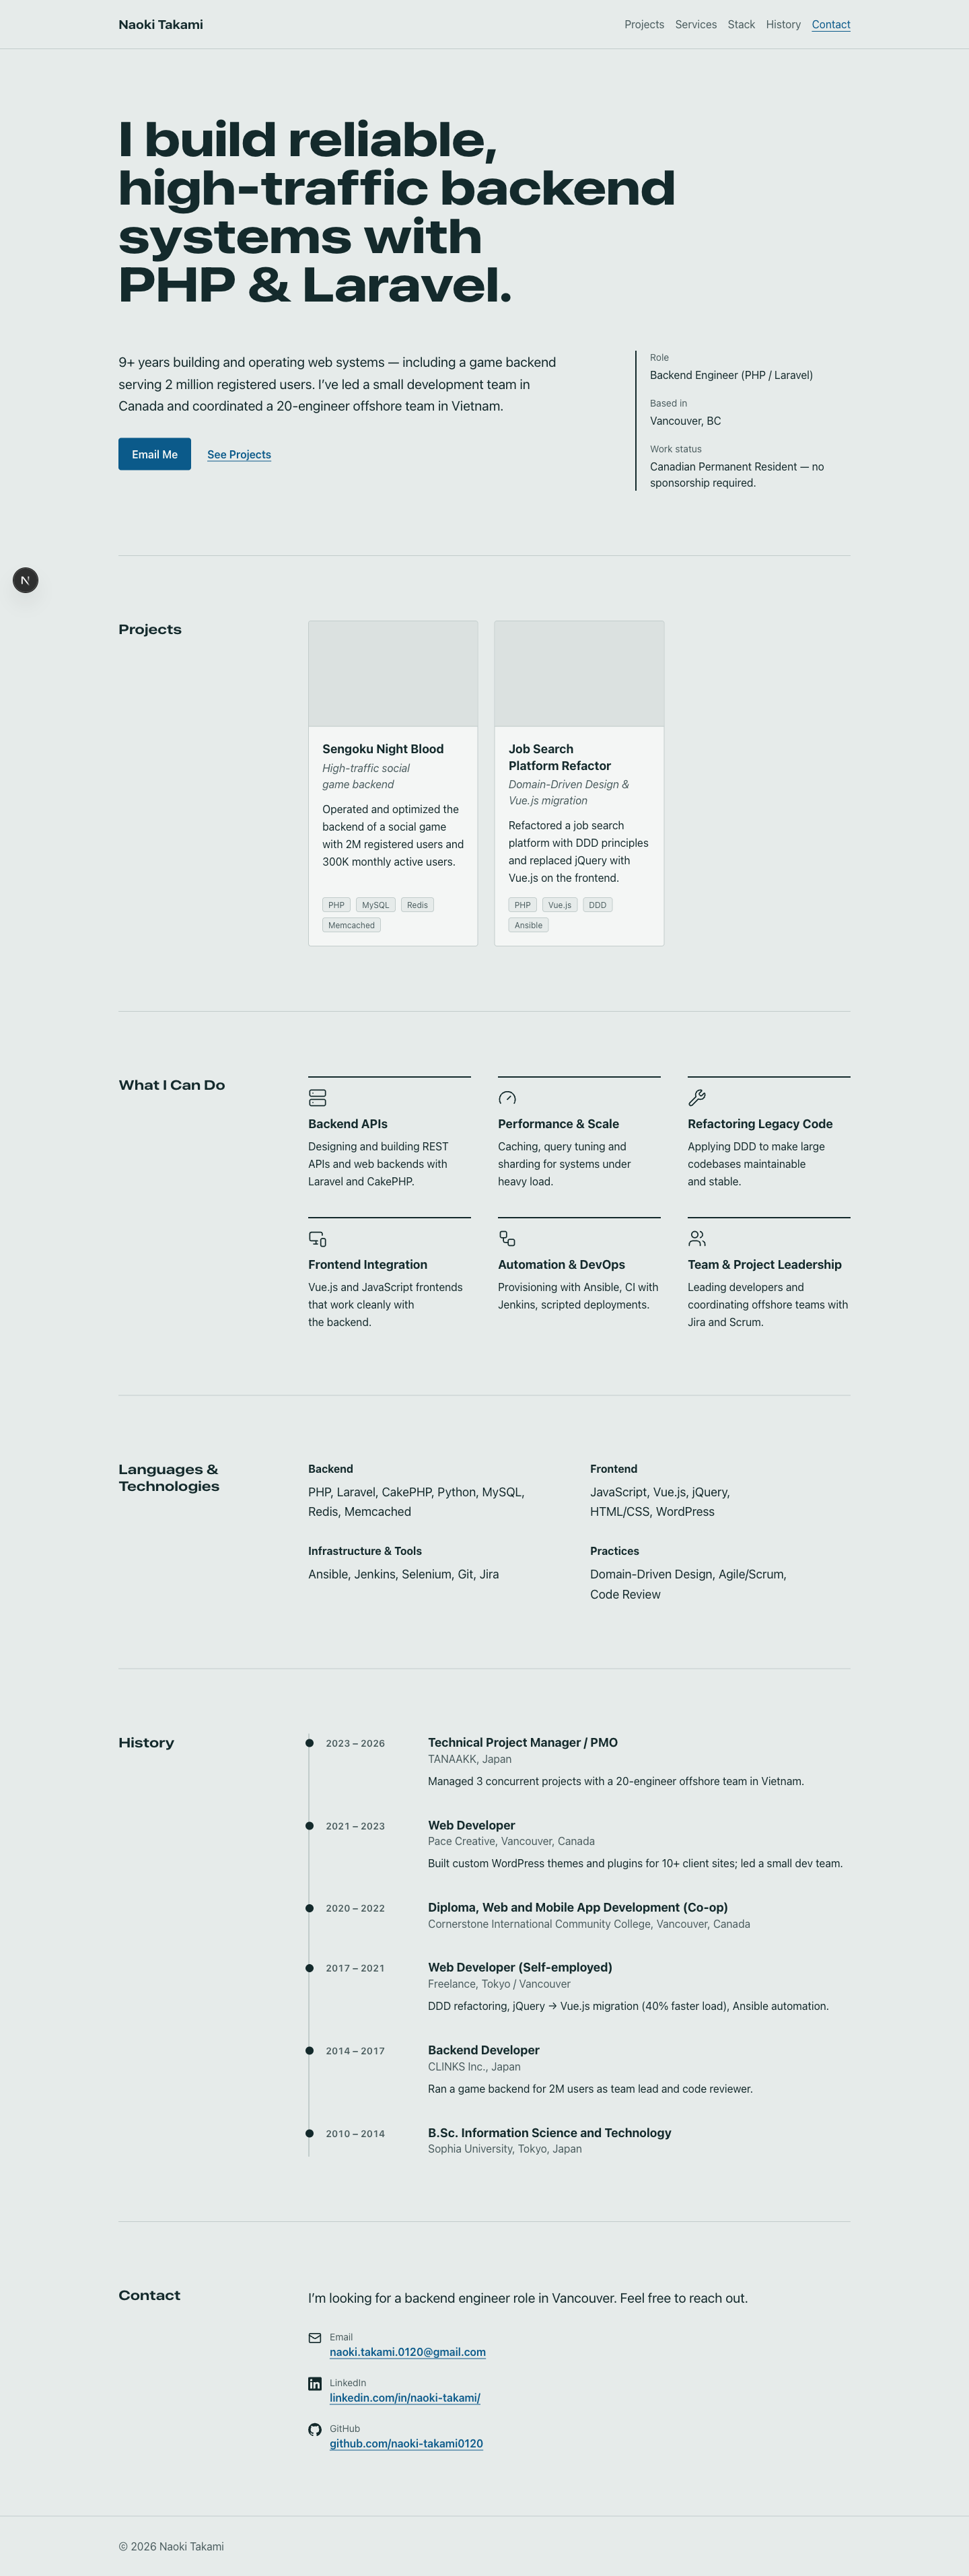 Naoki Takami
Projects Services Stack History Contact
I build reliable,
high-traffic backend
systems with
PHP & Laravel.
9+ years building and operating web systems — including a game backend
serving 2 million registered users. I’ve led a small development team in
Canada and coordinated a 20-engineer offshore team in Vietnam.
Email Me See Projects
Role
Backend Engineer (PHP / Laravel)
Based in
Vancouver, BC
Work status
Canadian Permanent Resident — no
sponsorship required.
N
Projects
Sengoku Night Blood
High-traffic social
game backend
Operated and optimized the
backend of a social game
with 2M registered users and
300K monthly active users.
PHP MySQL Redis
Memcached
Job Search
Platform Refactor
Domain-Driven Design &
Vue.js migration
Refactored a job search
platform with DDD principles
and replaced jQuery with
Vue.js on the frontend.
PHP Vue.js DDD
Ansible
What I Can Do
Backend APIs
Designing and building REST
APIs and web backends with
Laravel and CakePHP.
Performance & Scale
Caching, query tuning and
sharding for systems under
heavy load.
Refactoring Legacy Code
Applying DDD to make large
codebases maintainable
and stable.
Frontend Integration
Vue.js and JavaScript frontends
that work cleanly with
the backend.
Automation & DevOps
Provisioning with Ansible, CI with
Jenkins, scripted deployments.
Team & Project Leadership
Leading developers and
coordinating offshore teams with
Jira and Scrum.
Languages &
Technologies
Backend
PHP, Laravel, CakePHP, Python, MySQL,
Redis, Memcached
Frontend
JavaScript, Vue.js, jQuery,
HTML/CSS, WordPress
Infrastructure & Tools
Ansible, Jenkins, Selenium, Git, Jira
Practices
Domain-Driven Design, Agile/Scrum,
Code Review
History
2023 – 2026
Technical Project Manager / PMO
TANAAKK, Japan
Managed 3 concurrent projects with a 20-engineer offshore team in Vietnam.
2021 – 2023
Web Developer
Pace Creative, Vancouver, Canada
Built custom WordPress themes and plugins for 10+ client sites; led a small dev team.
2020 – 2022
Diploma, Web and Mobile App Development (Co-op)
Cornerstone International Community College, Vancouver, Canada
2017 – 2021
Web Developer (Self-employed)
Freelance, Tokyo / Vancouver
DDD refactoring, jQuery → Vue.js migration (40% faster load), Ansible automation.
2014 – 2017
Backend Developer
CLINKS Inc., Japan
Ran a game backend for 2M users as team lead and code reviewer.
2010 – 2014
B.Sc. Information Science and Technology
Sophia University, Tokyo, Japan
Contact
I’m looking for a backend engineer role in Vancouver. Feel free to reach out.
Email
naoki.takami.0120@gmail.com
LinkedIn
linkedin.com/in/naoki-takami/
GitHub
github.com/naoki-takami0120
© 2026 Naoki Takami